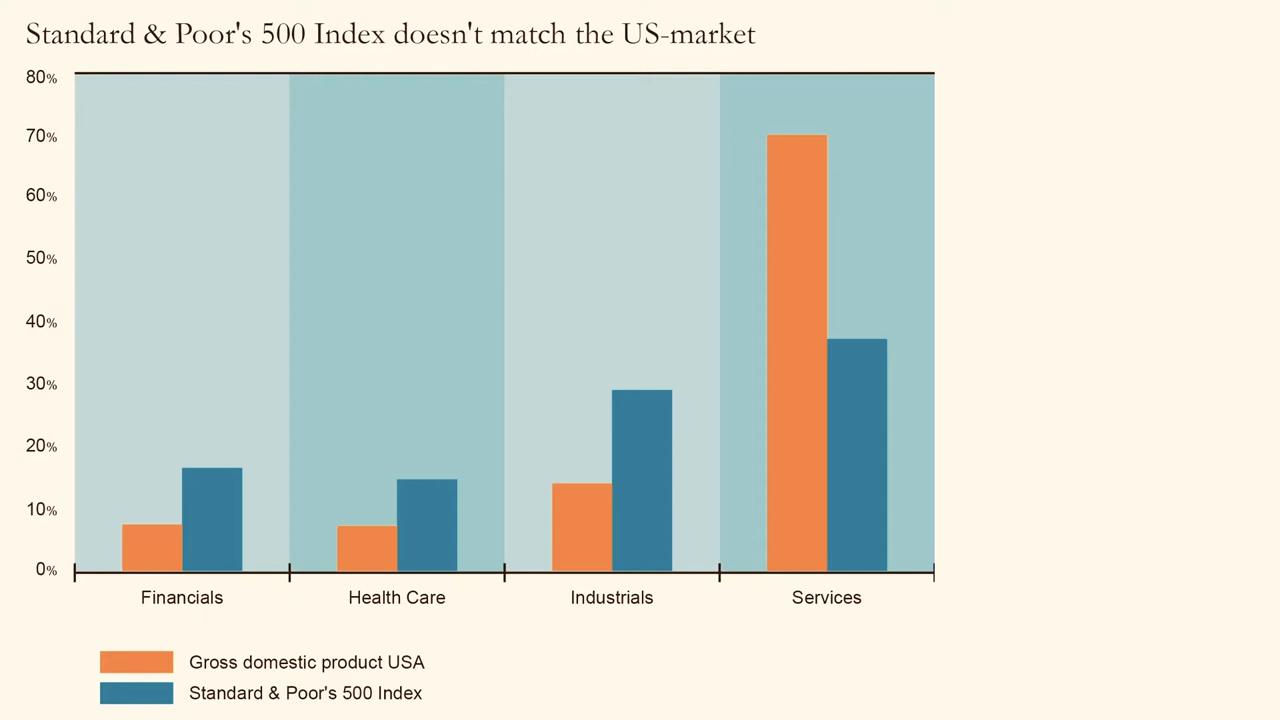 Standard & Poor's 500 Index doesn't match the US-market
80%
70%
60%
50%
40%
30%
20%
10%
0%
Financials Health Care Industrials Services
Gross domestic product USA
Standard & Poor's 500 Index